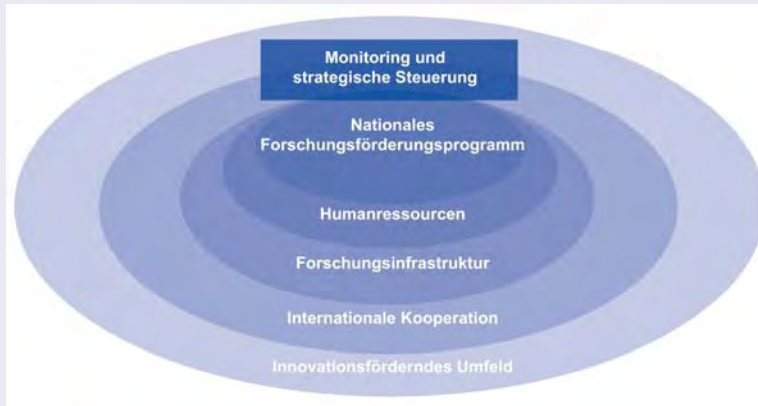 Monitoring und
strategische Steuerung
Nationales
Forschungsförderungsprogramm
Humanressourcen
Forschungsinfrastruktur
Internationale Kooperation
Innovationsförderndes Umfeld